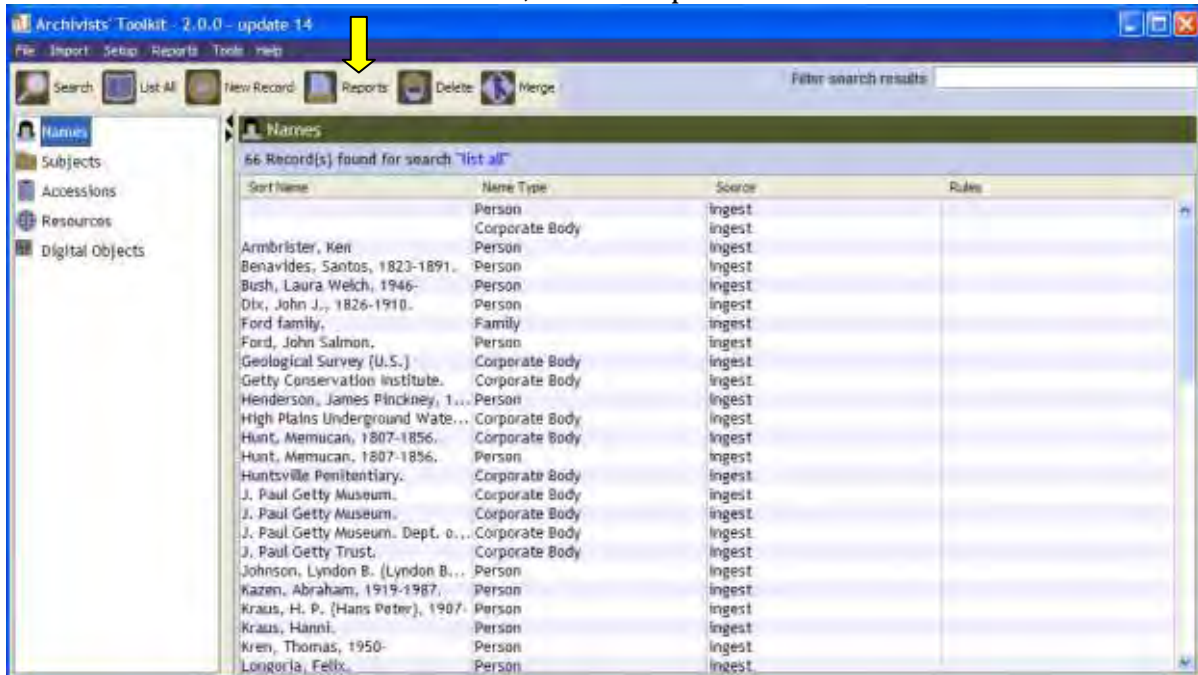 Archivists' Toolkit - 2.0.0 - update 14
File Import Setup Reports Tools Help
Search List All New Record Reports Delete Merge Filter search results
Names
Subjects
Accessions
Resources
Digital Objects
Names
66 Record(s) found for search "list all"
Sort Name Name Type Source Rules
Person ingest
Corporate Body ingest
Armbrister, Ken Person ingest
Benavides, Santos, 1823-1891. Person ingest
Bush, Laura Welch, 1946- Person ingest
Dix, John J., 1826-1910. Person ingest
Ford family. Family ingest
Ford, John Salmon. Person ingest
Geological Survey (U.S.) Corporate Body ingest
Getty Conservation Institute. Corporate Body ingest
Henderson, James Pinckney, 1... Person ingest
High Plains Underground Wate... Corporate Body ingest
Hunt, Memucan, 1807-1856. Corporate Body ingest
Hunt, Memucan, 1807-1856. Person ingest
Huntsville Penitentiary. Corporate Body ingest
J. Paul Getty Museum. Corporate Body ingest
J. Paul Getty Museum. Corporate Body ingest
J. Paul Getty Museum. Dept. o... Corporate Body ingest
J. Paul Getty Trust. Corporate Body ingest
Johnson, Lyndon B. (Lyndon B... Person ingest
Kazen, Abraham, 1919-1987. Person ingest
Kraus, H. P. (Hans Peter), 1907- Person ingest
Kraus, Hanni. Person ingest
Kren, Thomas, 1950- Person ingest
Longoria, Felix. Person ingest